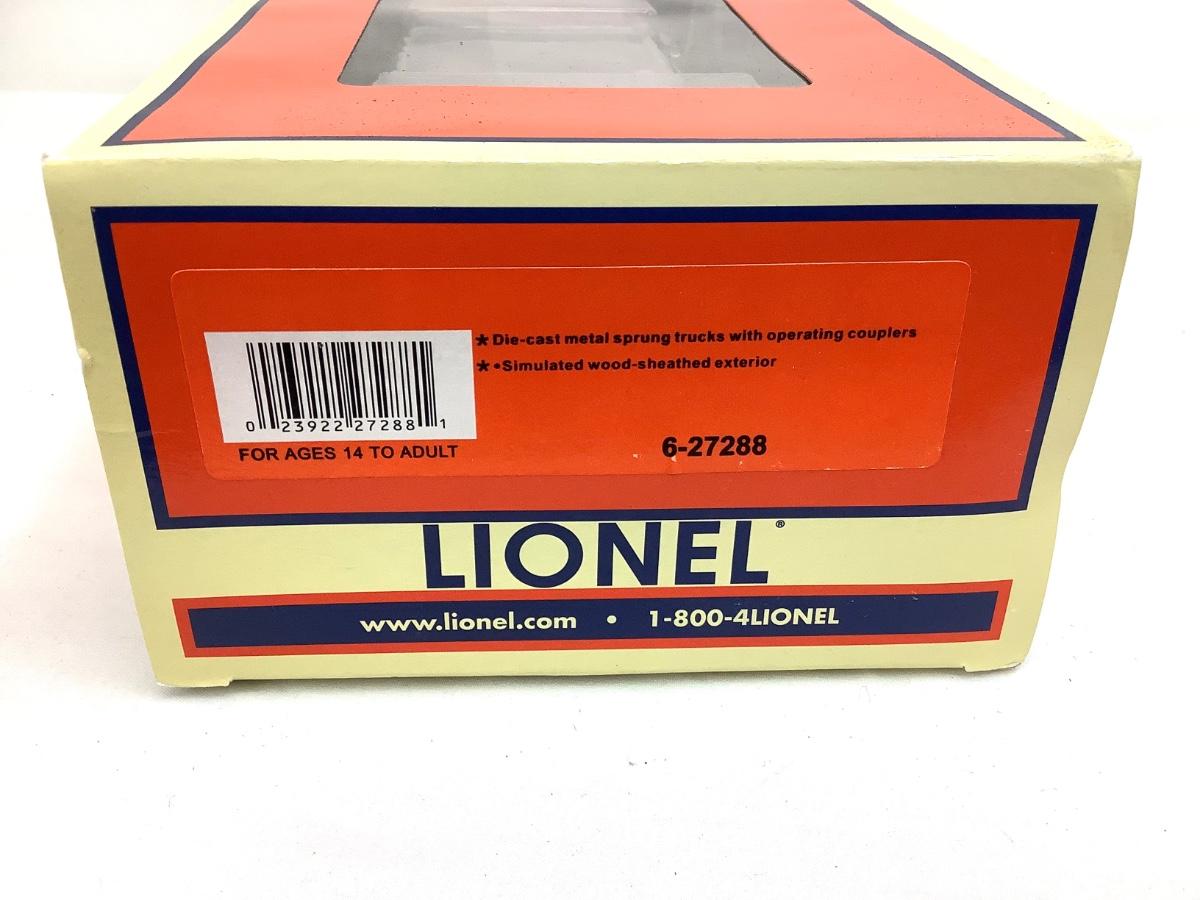 ★ Die-cast metal sprung trucks with operating couplers
★ •Simulated wood-sheathed exterior
0 23922 27288 1
FOR AGES 14 TO ADULT
6-27288
LIONEL®
www.lionel.com • 1-800-4LIONEL